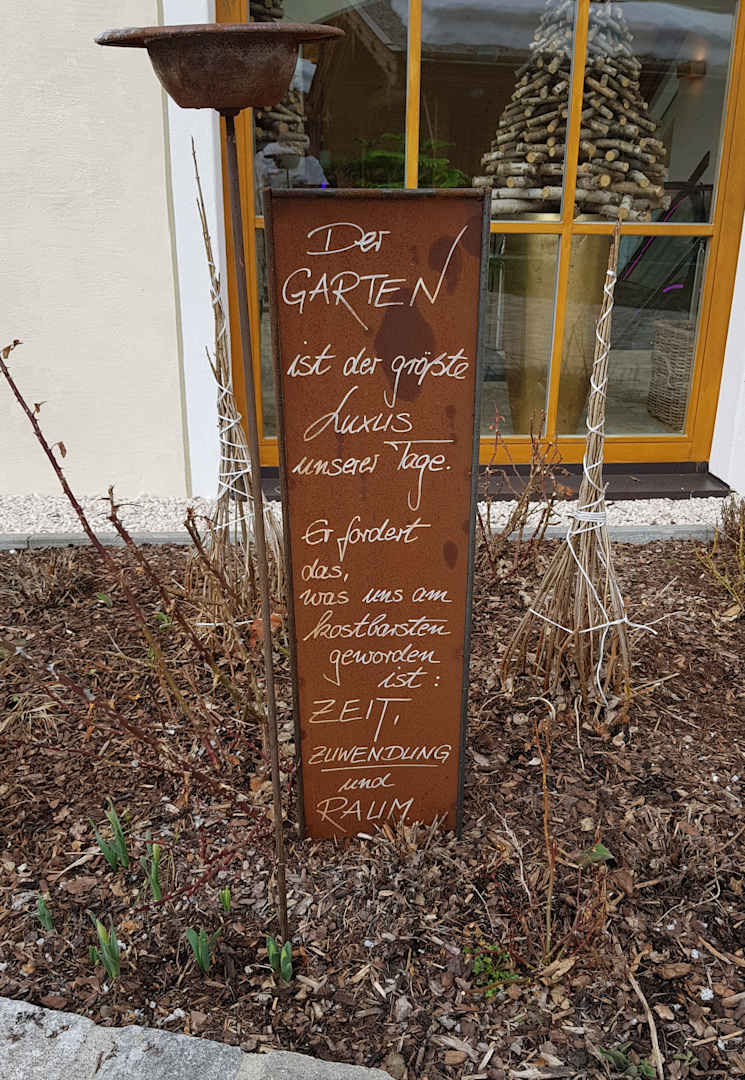 Der
GARTEN
ist der größte
Luxus
unserer Tage.
Er fordert
das,
was uns am
kostbarsten
geworden
ist:
ZEIT,
ZUWENDUNG
und
RAUM...